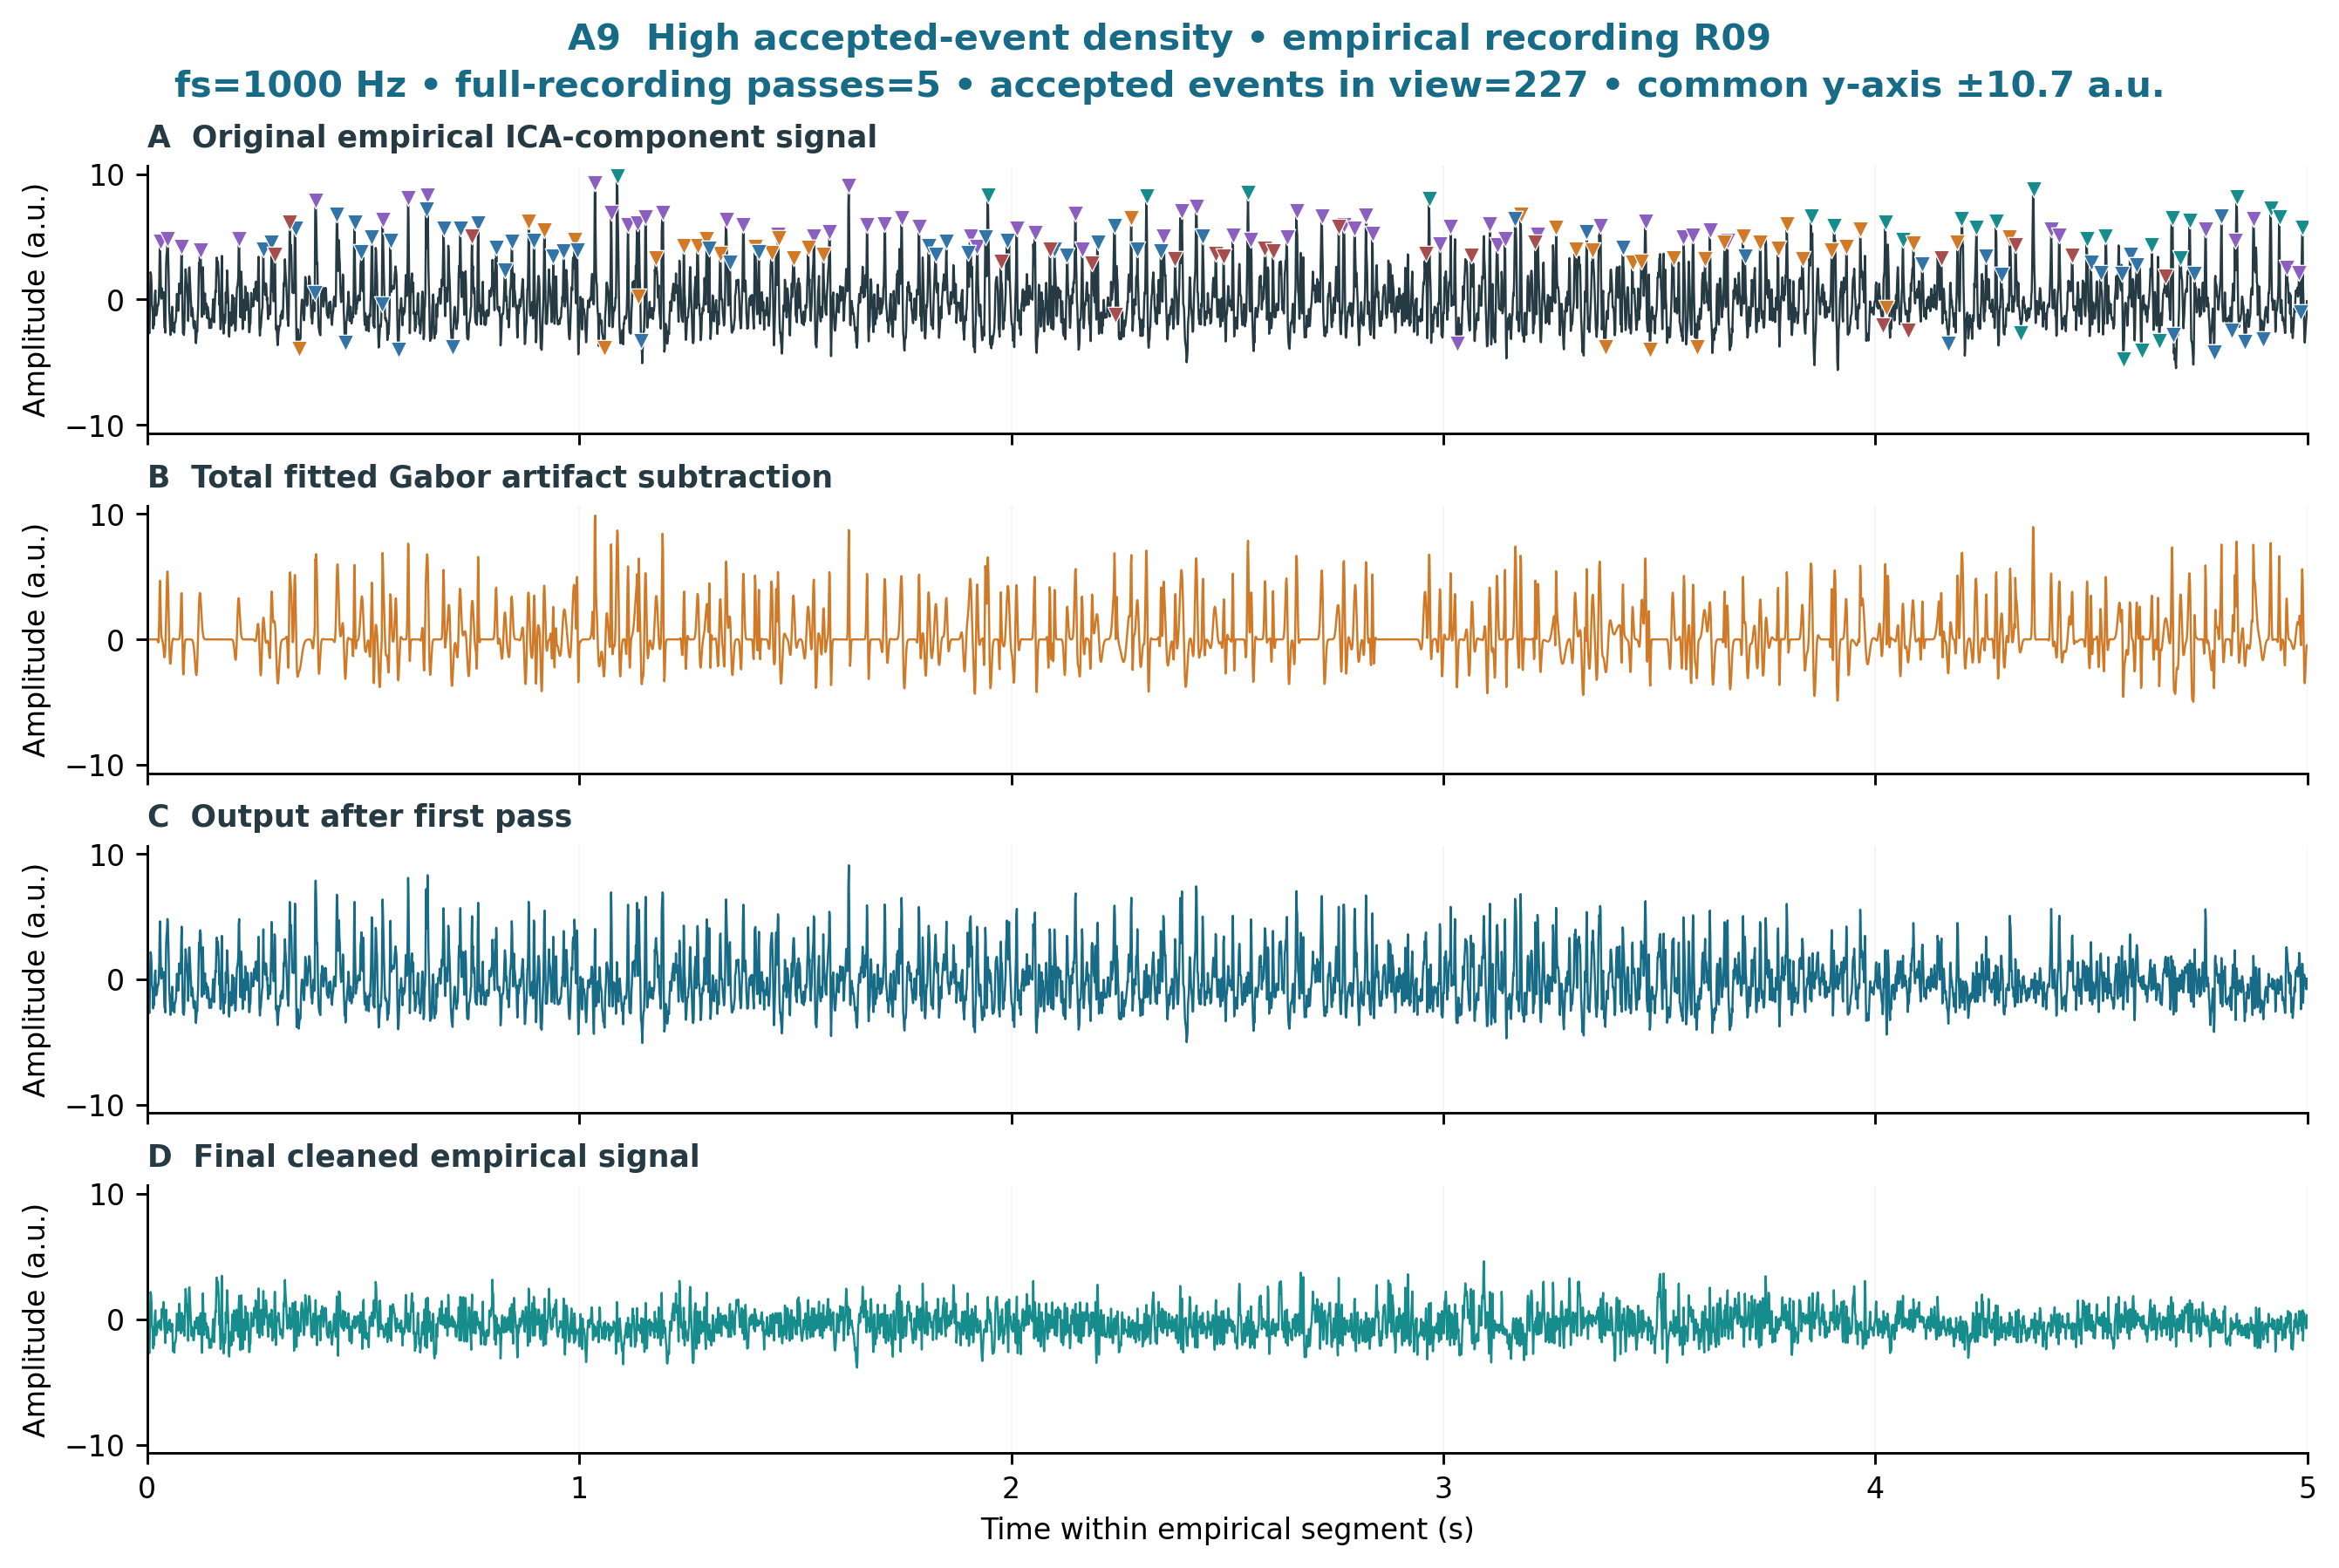 A9  High accepted-event density • empirical recording R09
fs=1000 Hz • full-recording passes=5 • accepted events in view=227 • common y-axis ±10.7 a.u.
A  Original empirical ICA-component signal
10
0
−10
Amplitude (a.u.)
B  Total fitted Gabor artifact subtraction
10
0
−10
Amplitude (a.u.)
C  Output after first pass
10
0
−10
Amplitude (a.u.)
D  Final cleaned empirical signal
10
0
−10
Amplitude (a.u.)
0 1 2 3 4 5
Time within empirical segment (s)